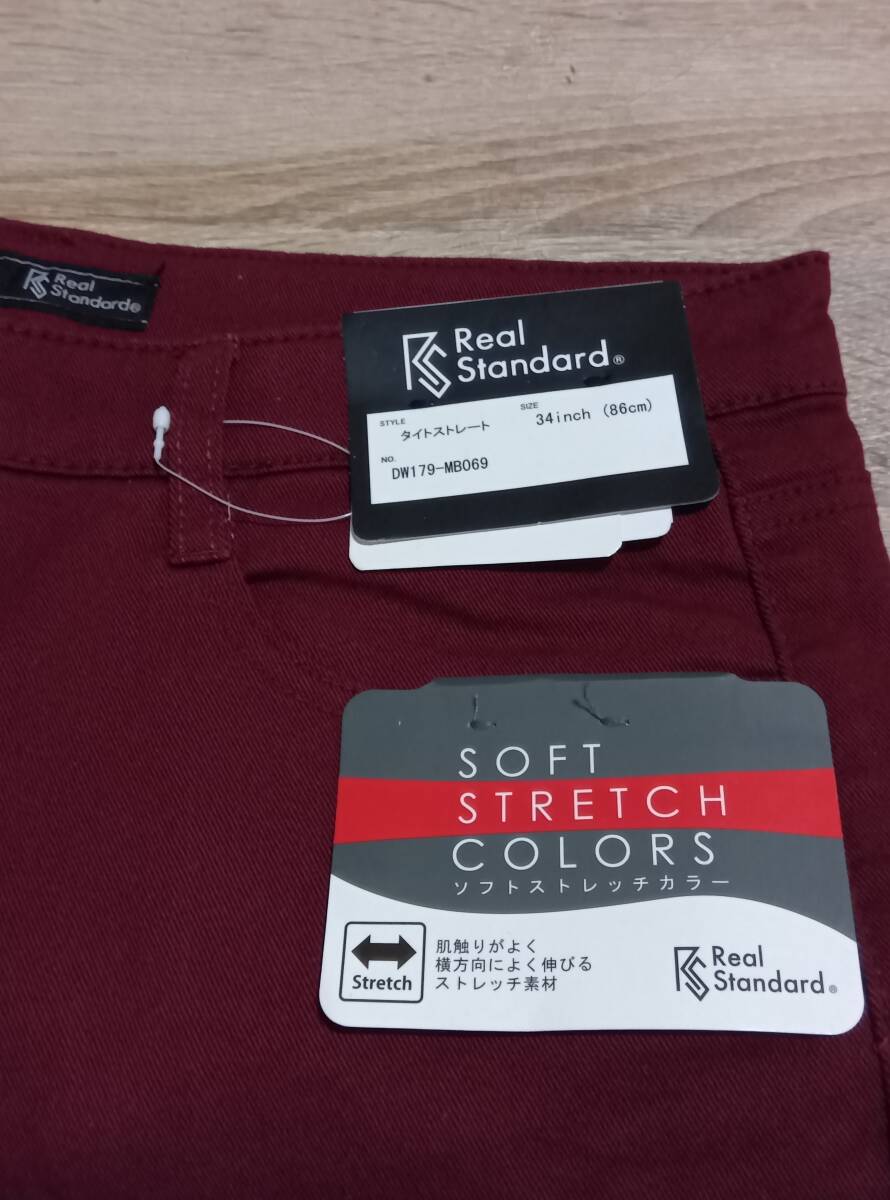 Real
Standard®
Real
Standard®
STYLE
タイトストレート
SIZE
34inch (86cm)
NO.
DW179-MB069
SOFT
STRETCH
COLORS
ソフトストレッチカラー
Stretch
肌触りがよく
横方向によく伸びる
ストレッチ素材
Real
Standard®